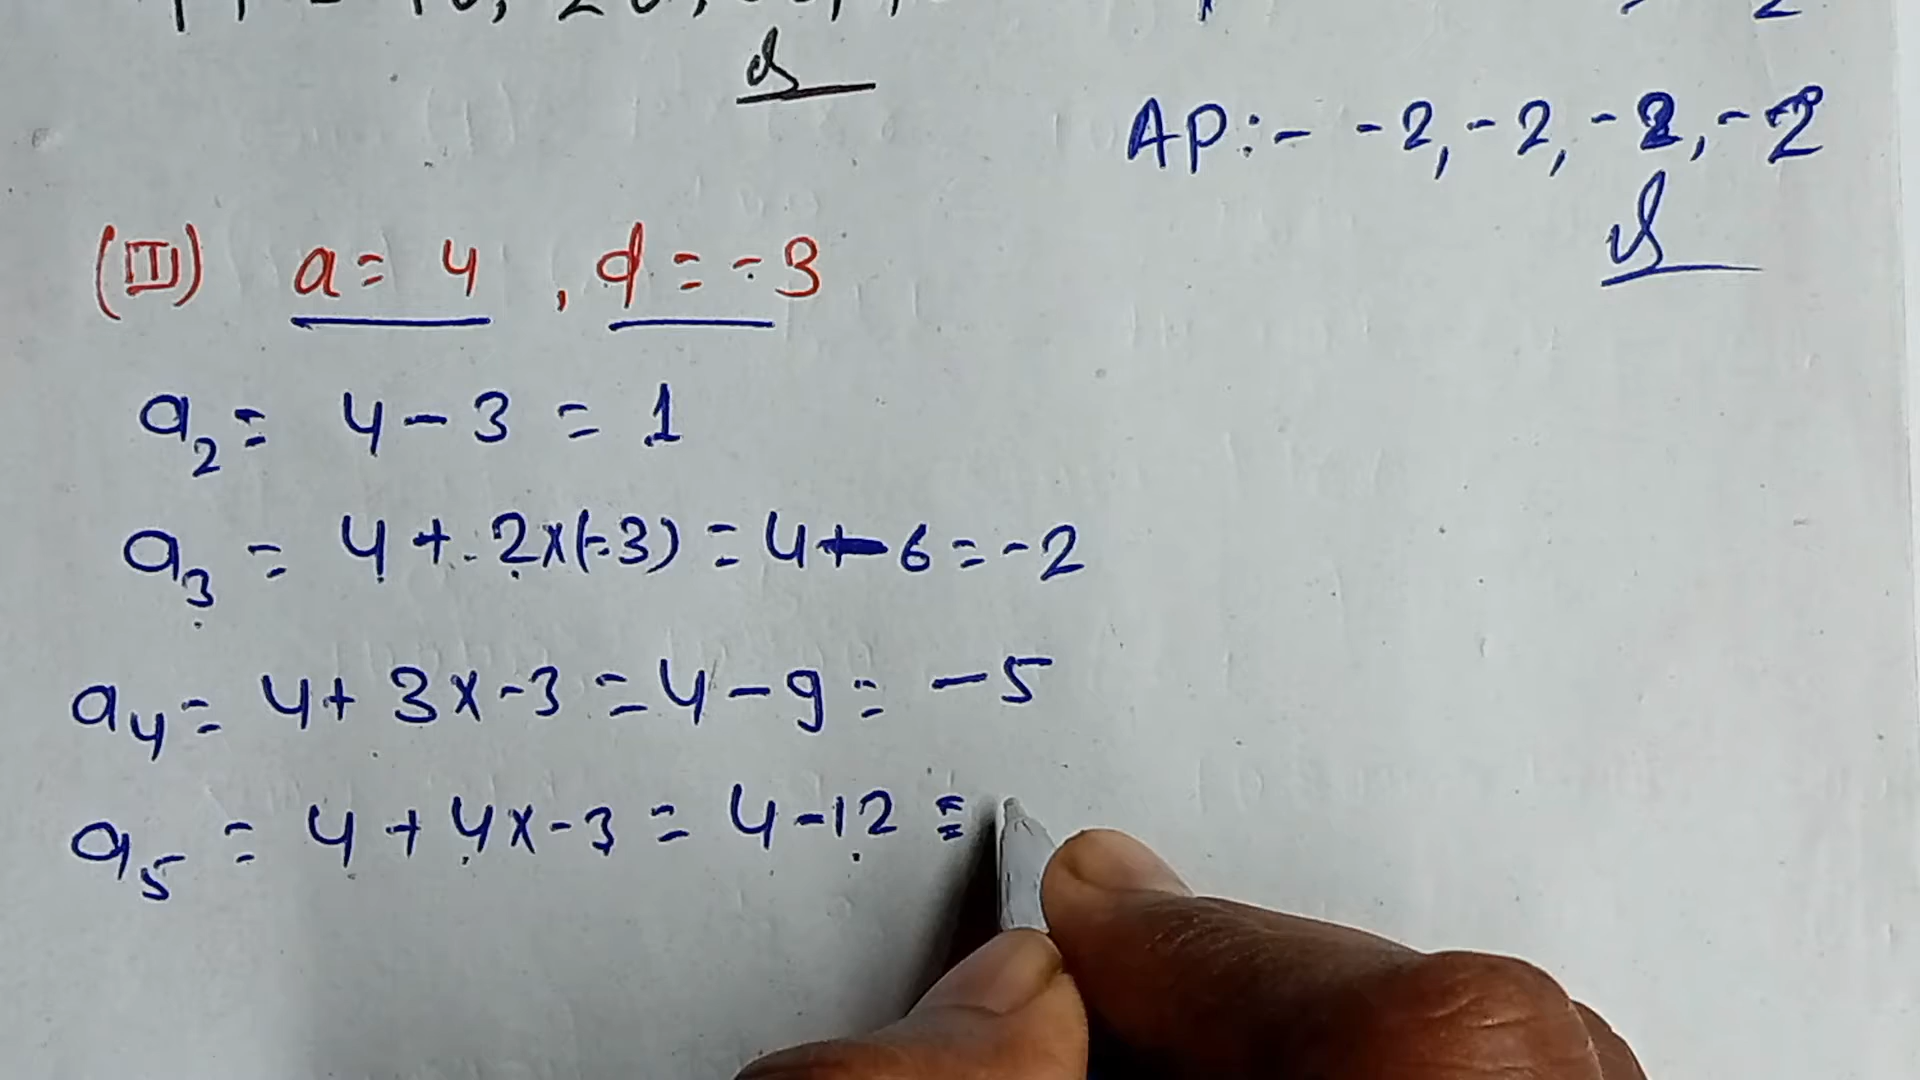 AP:- -2, -2, -2, -2
(III) a = 4, d = -3
a2 = 4 - 3 = 1
a3 = 4 + 2x(-3) = 4 - 6 = -2
a4 = 4 + 3x-3 = 4 - 9 = -5
a5 = 4 + 4x-3 = 4 - 12 =